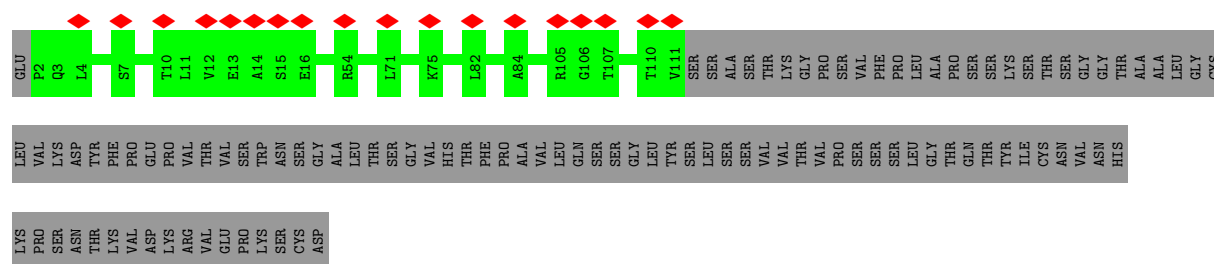 GLU P2 Q3 L4 S7 T10 L11 V12 E13 A14 S15 E16 R54 L71 K75 L82 A84 R105 G106 T107 T110 V111 SER SER ALA SER THR LYS GLY PRO SER VAL PHE PRO LEU ALA PRO SER SER LYS SER THR SER GLY GLY THR ALA ALA LEU GLY CYS
LEU VAL LYS ASP TYR PHE PRO GLU PRO VAL THR VAL SER TRP ASN SER GLY ALA LEU THR SER GLY VAL HIS THR PHE PRO ALA VAL LEU GLN SER SER GLY LEU TYR SER LEU SER SER VAL VAL THR VAL PRO SER SER SER LEU GLY THR GLN THR TYR ILE CYS ASN VAL ASN HIS
LYS PRO SER ASN THR LYS VAL ASP LYS ARG VAL GLU PRO LYS SER CYS ASP